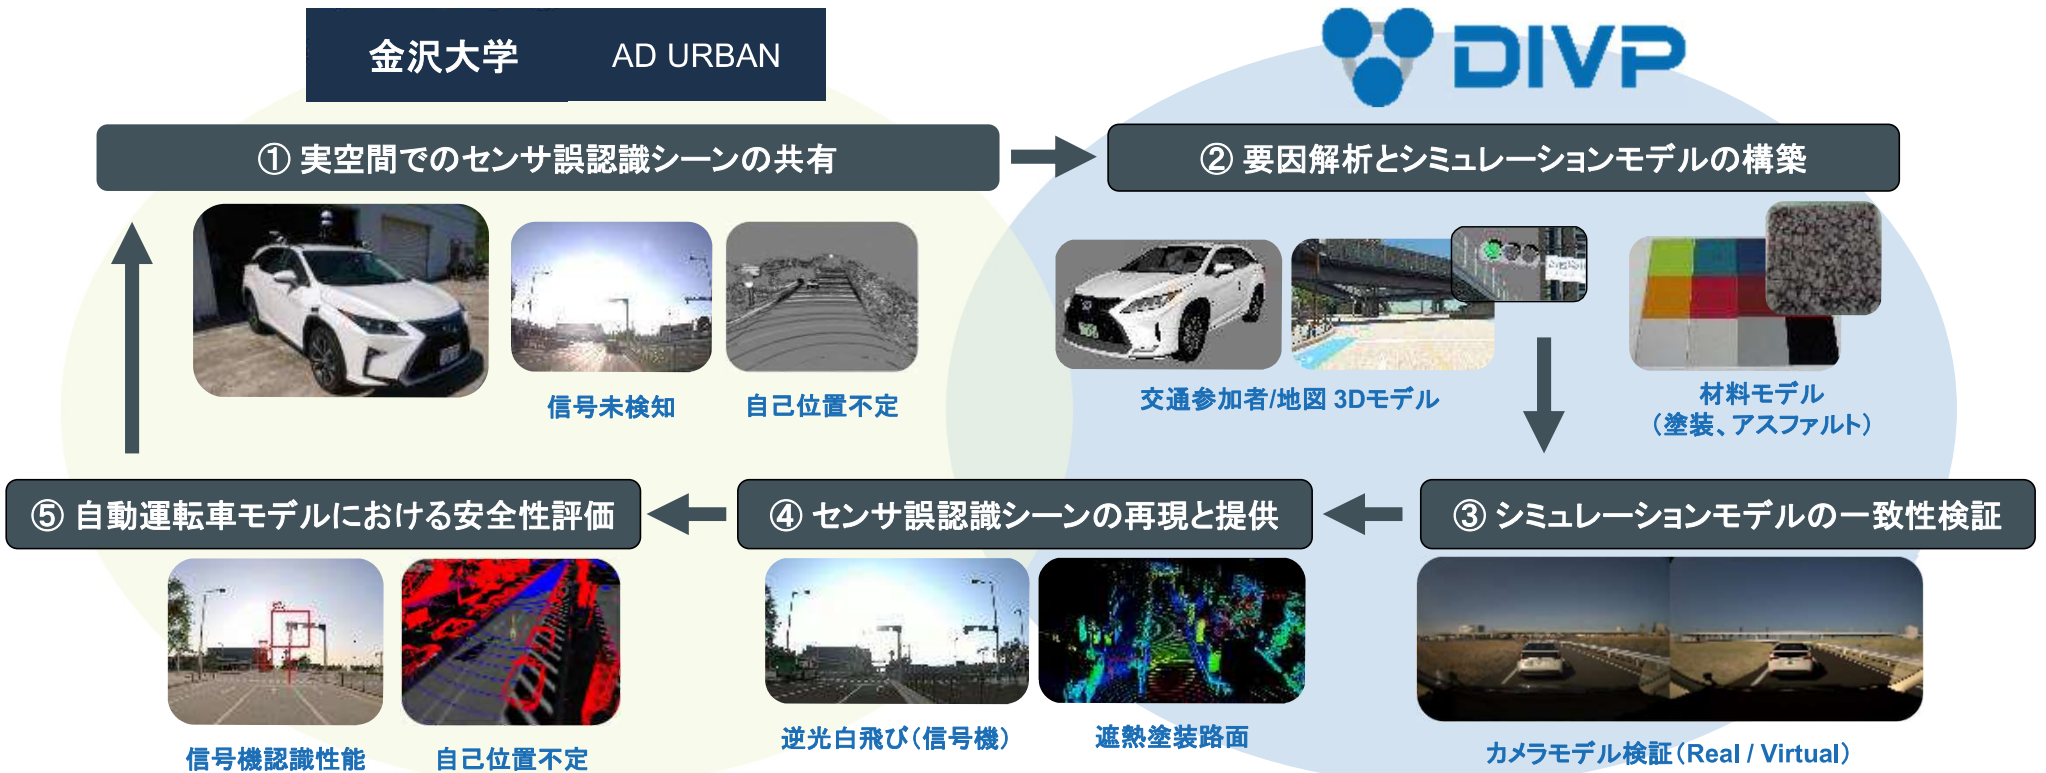 金沢大学 AD URBAN
DIVP
① 実空間でのセンサ誤認識シーンの共有
② 要因解析とシミュレーションモデルの構築
信号未検知
自己位置不定
交通参加者/地図 3Dモデル
材料モデル
（塗装、アスファルト）
③ シミュレーションモデルの一致性検証
カメラモデル検証（Real / Virtual）
④ センサ誤認識シーンの再現と提供
逆光白飛び（信号機）
遮熱塗装路面
⑤ 自動運転車モデルにおける安全性評価
信号機認識性能
自己位置不定